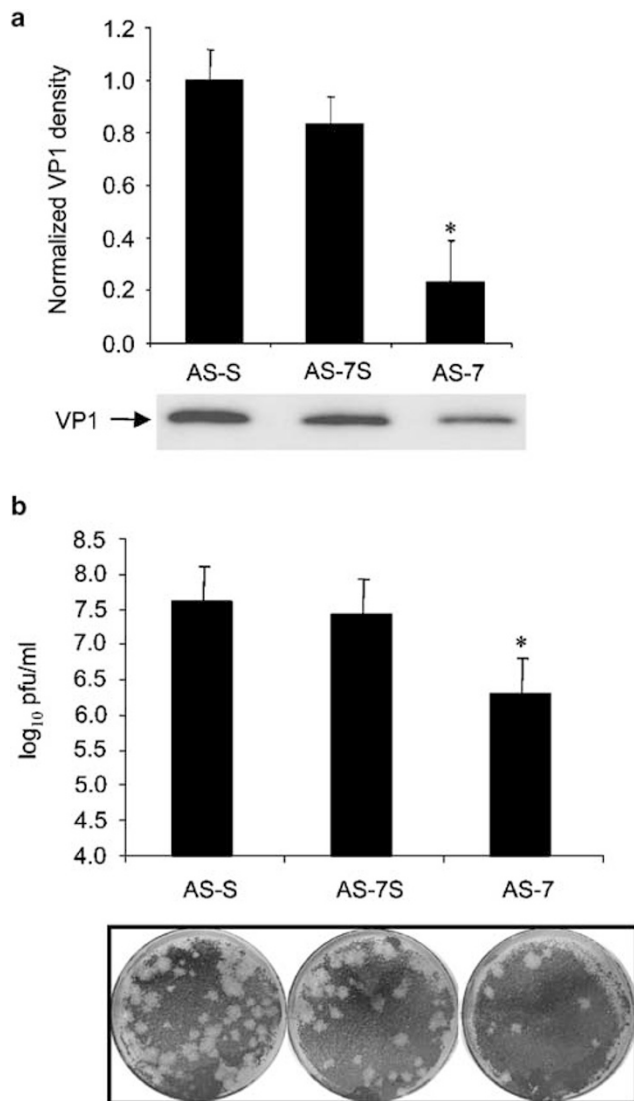 a
Normalized VP1 density
1.2
1.0
0.8
0.6
0.4
0.2
0.0
*
AS-S AS-7S AS-7
VP1
b
log₁₀ pfu/ml
8.5
8.0
7.5
7.0
6.5
6.0
5.5
5.0
4.5
4.0
*
AS-S AS-7S AS-7